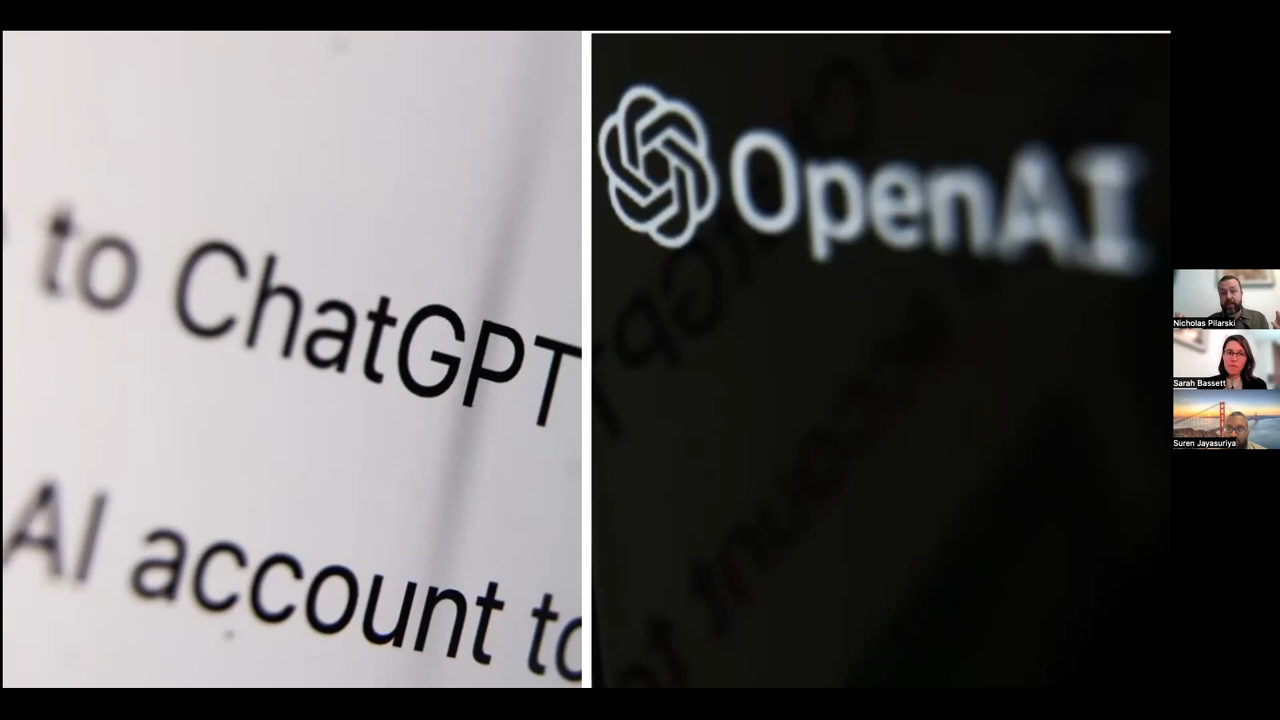 to ChatGPT
AI account to
OpenAI
Nicholas Pilarski
Sarah Bassett
Suren Jayasuriya